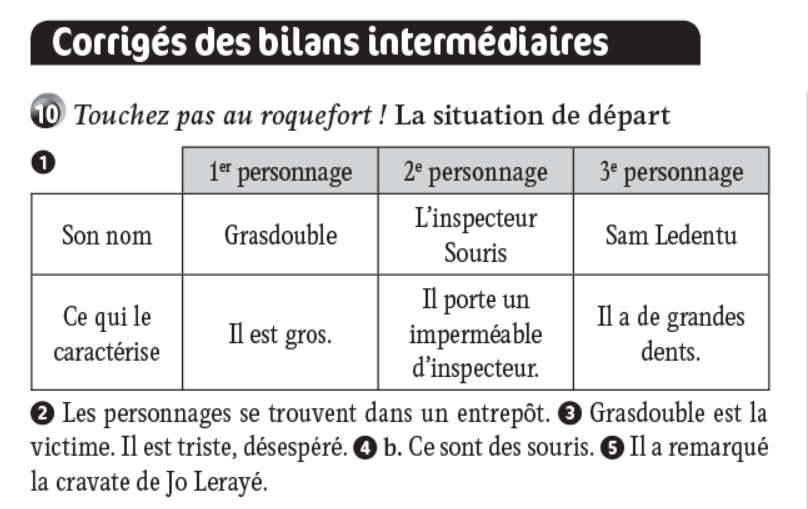 Corrigés des bilans intermédiaires
10 Touchez pas au roquefort ! La situation de départ
1
1er personnage 2e personnage 3e personnage
Son nom Grasdouble L’inspecteur Souris Sam Ledentu
Ce qui le caractérise Il est gros. Il porte un imperméable d’inspecteur. Il a de grandes dents.
2 Les personnages se trouvent dans un entrepôt. 3 Grasdouble est la
victime. Il est triste, désespéré. 4 b. Ce sont des souris. 5 Il a remarqué
la cravate de Jo Lerayé.